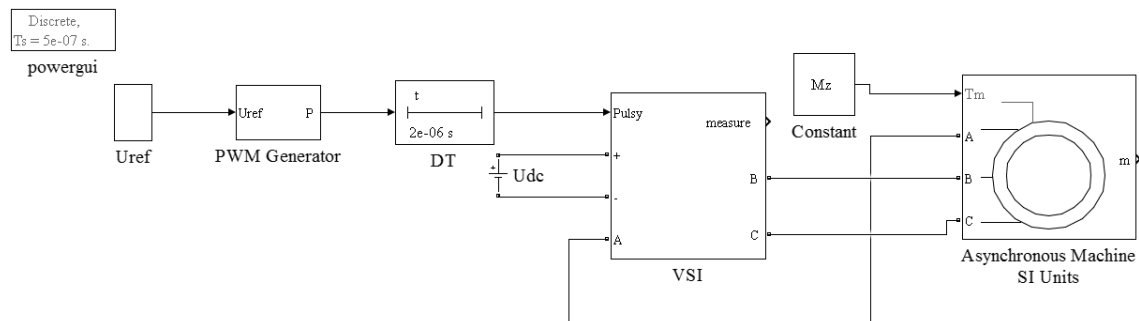 Discrete,
Ts = 5e-07 s.
powergui
Uref
Uref
P
PWM Generator
t
2e-06 s
DT
+
Udc
Pulsy
measure
+
-
A
B
C
VSI
Mz
Constant
Tm
A
B
C
m
Asynchronous Machine
SI Units